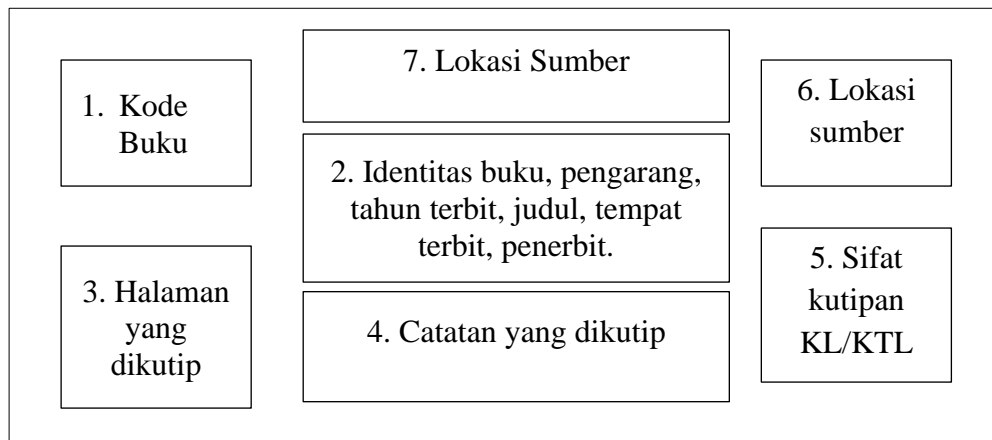 1. Kode
Buku
7. Lokasi Sumber
6. Lokasi
sumber
2. Identitas buku, pengarang,
tahun terbit, judul, tempat
terbit, penerbit.
3. Halaman
yang
dikutip
4. Catatan yang dikutip
5. Sifat
kutipan
KL/KTL